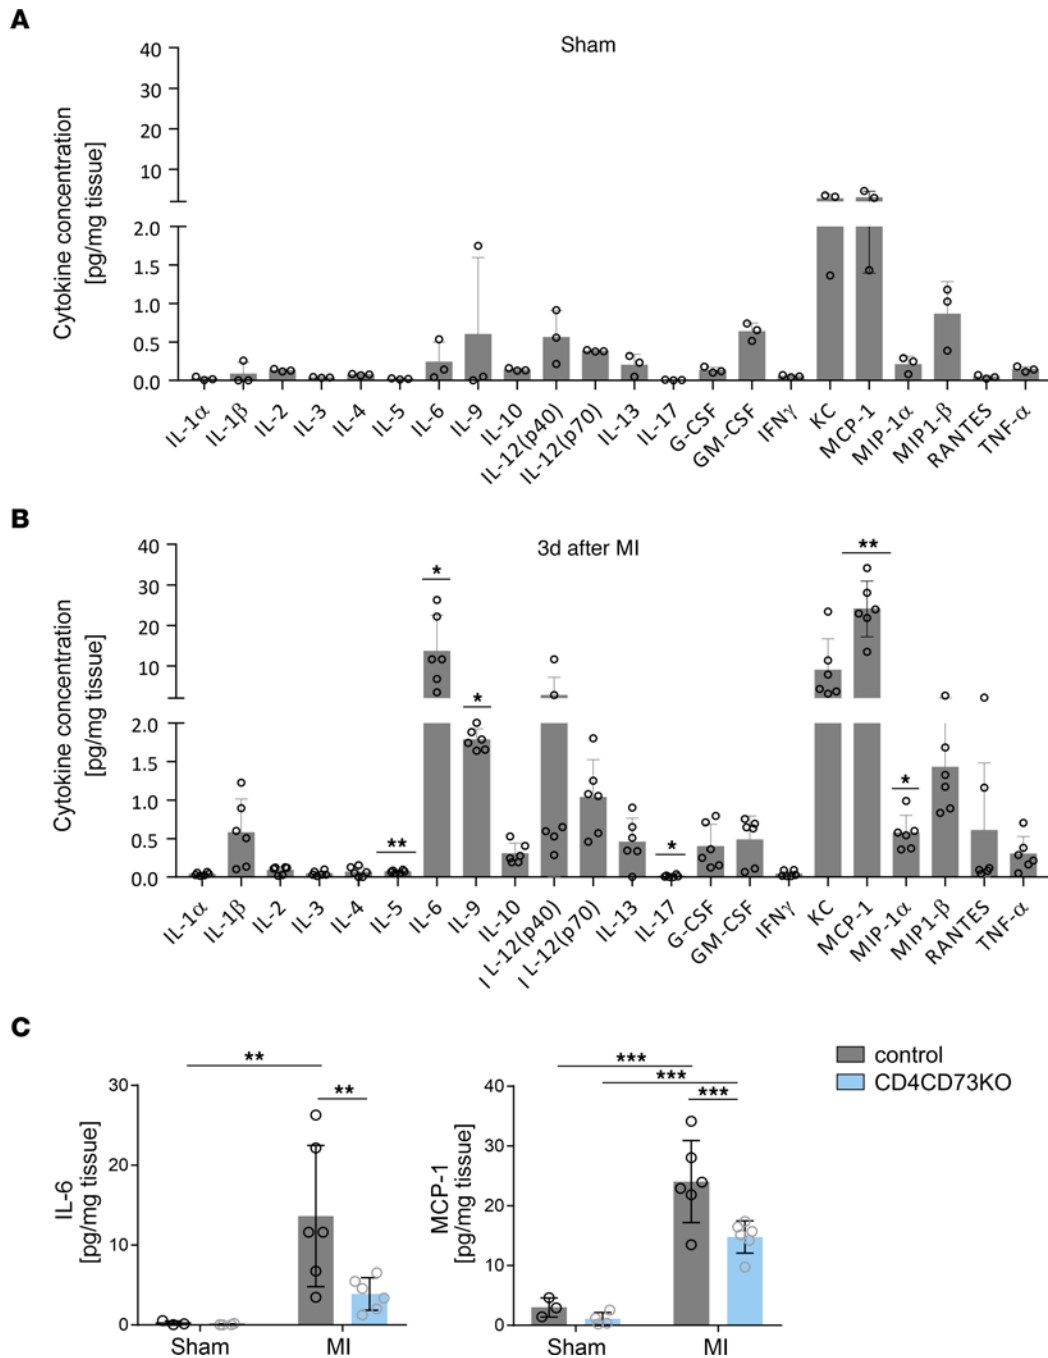 A
Sham
Cytokine concentration
[pg/mg tissue]
40
30
20
10
2.0
1.5
1.0
0.5
0.0
IL-1α
IL-1β
IL-2
IL-3
IL-4
IL-5
IL-6
IL-9
IL-10
IL-12(p40)
IL-12(p70)
IL-13
IL-17
G-CSF
GM-CSF
IFNγ
KC
MCP-1
MIP-1α
MIP1-β
RANTES
TNF-α
B
3d after MI
Cytokine concentration
[pg/mg tissue]
40
30
20
10
2.0
1.5
1.0
0.5
0.0
**
*
*
*
**
*
IL-1α
IL-1β
IL-2
IL-3
IL-4
IL-5
IL-6
IL-9
IL-10
I L-12(p40)
I L-12(p70)
IL-13
IL-17
G-CSF
GM-CSF
IFNγ
KC
MCP-1
MIP-1α
MIP1-β
RANTES
TNF-α
C
IL-6
[pg/mg tissue]
30
20
10
0
**
**
Sham
MI
MCP-1
[pg/mg tissue]
40
30
20
10
0
***
***
***
Sham
MI
control
CD4CD73KO